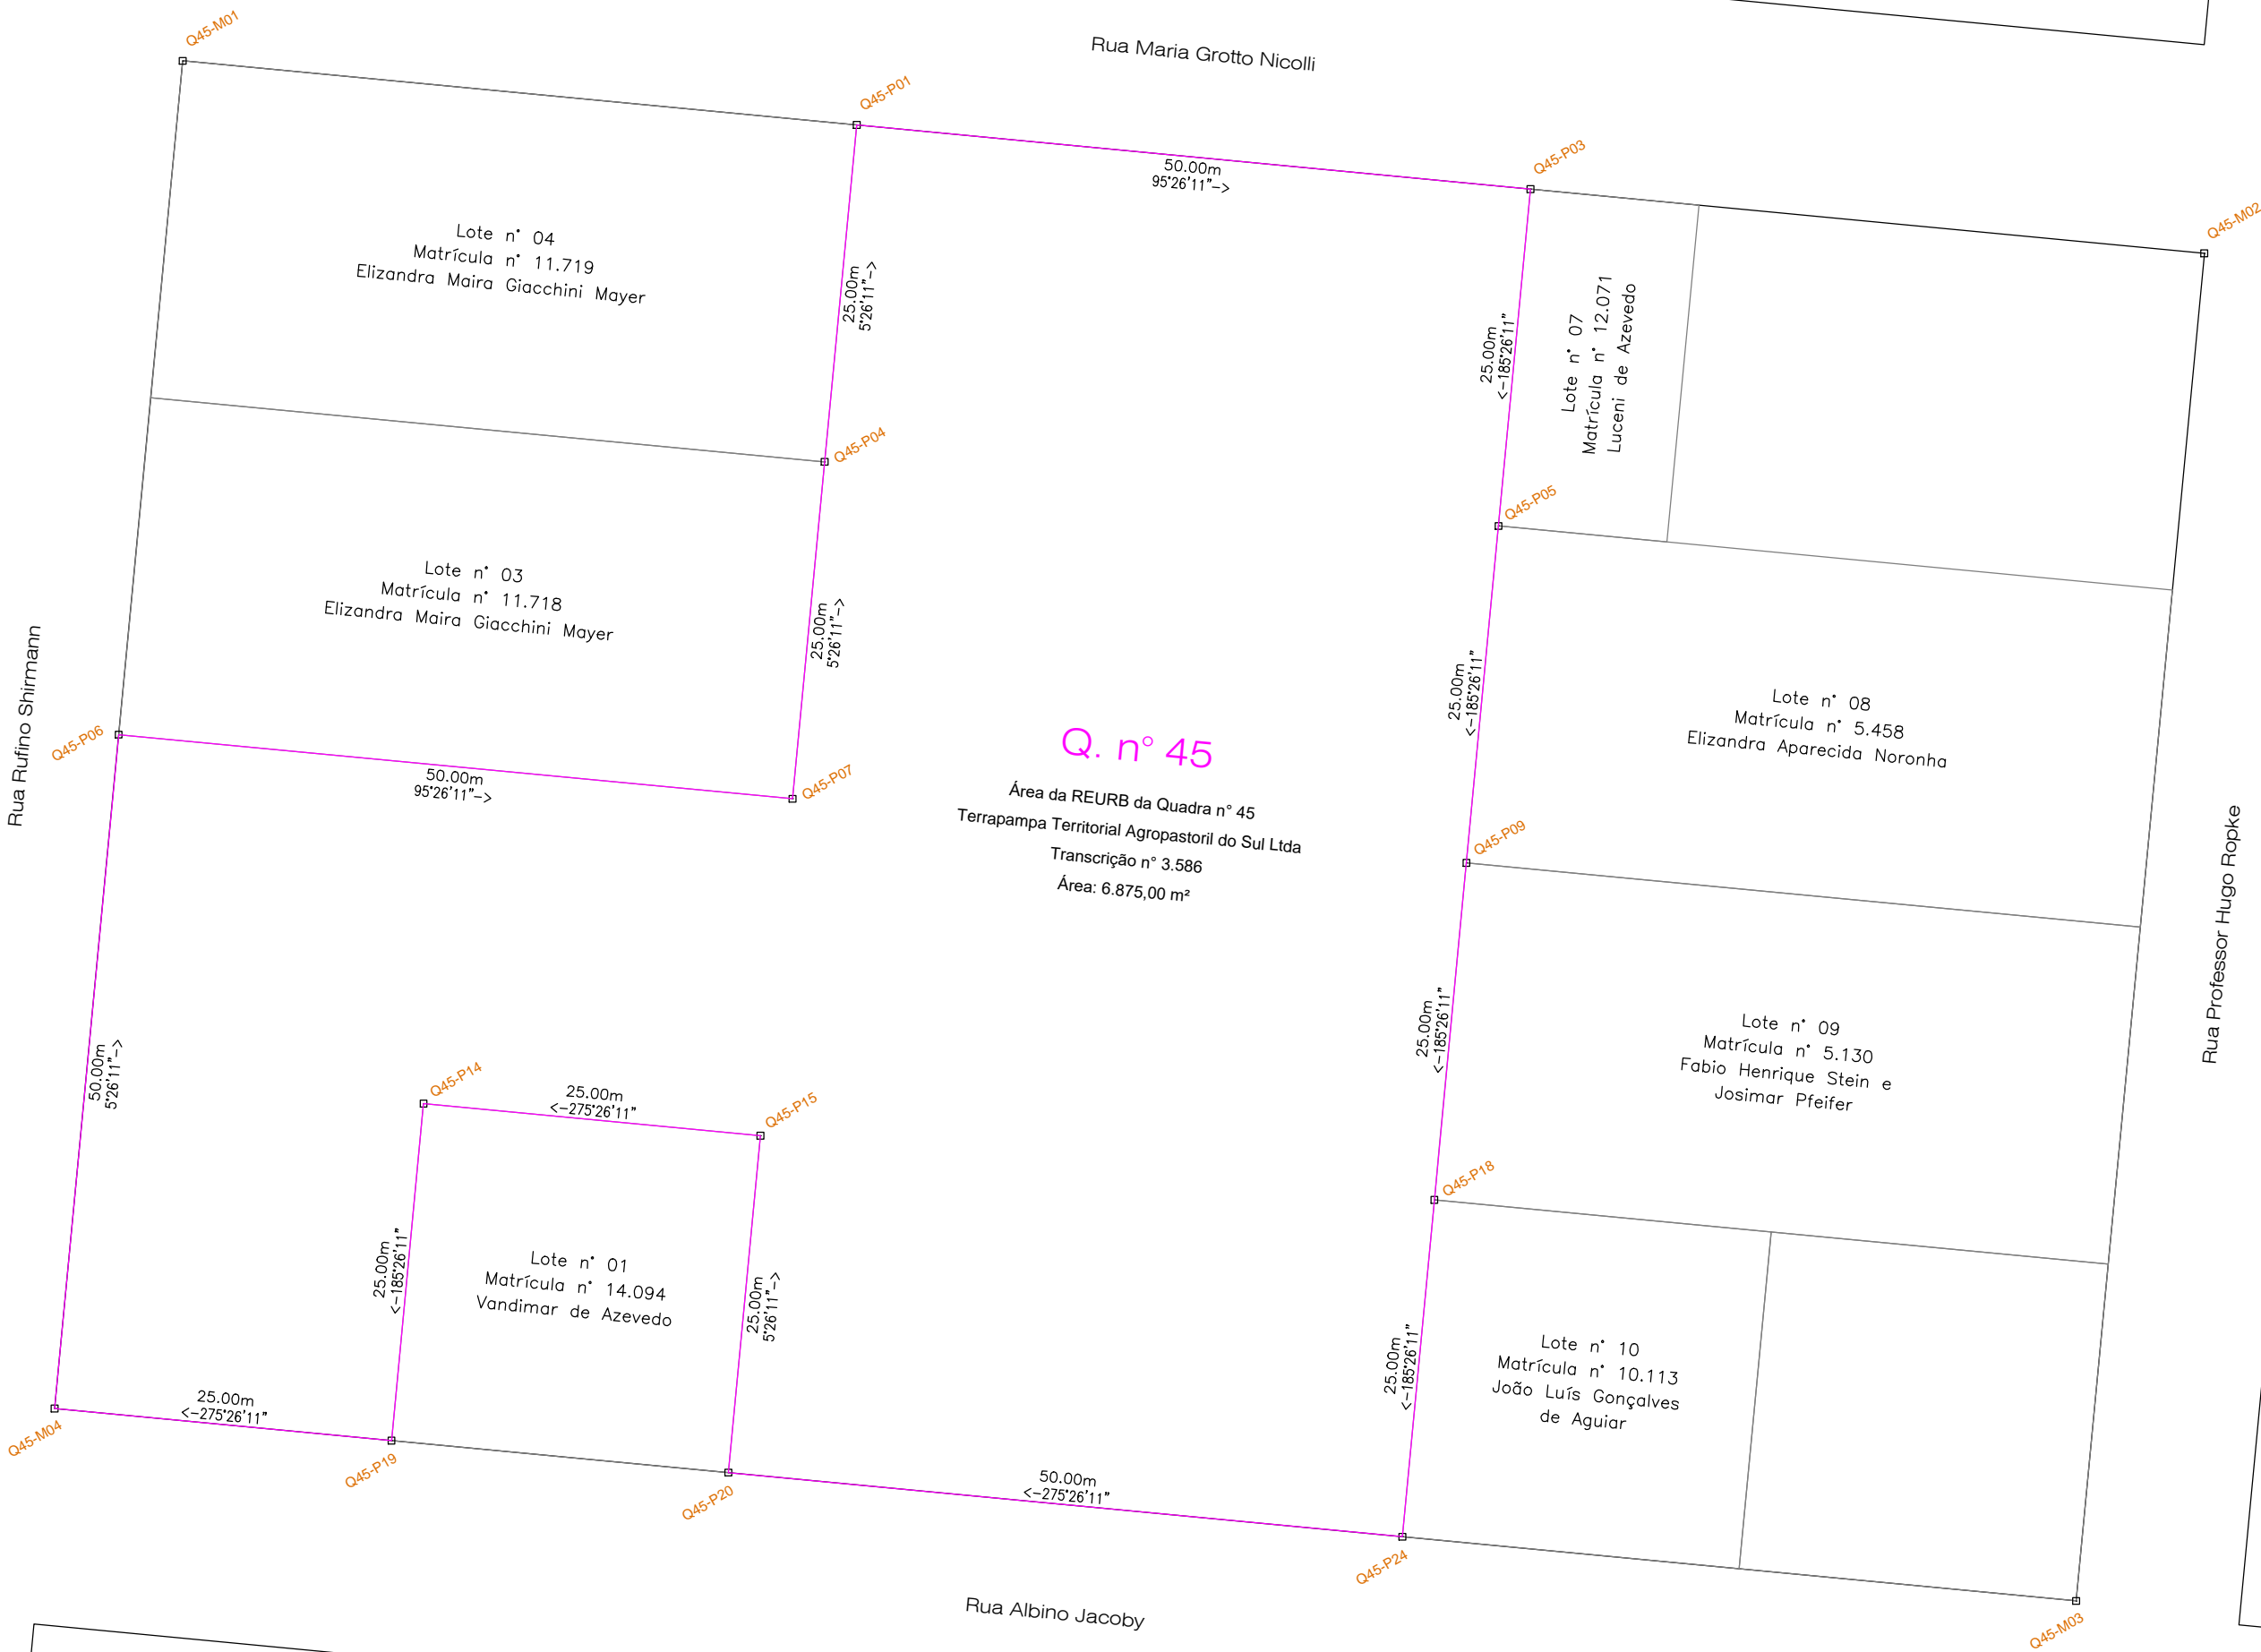 Q45-M01
Rua Maria Grotto Nicolli
Q45-P01
Q45-P03
50.00m
95°26'11"->
Q45-M02
Lote n° 04
Matrícula n° 11.719
Elizandra Maira Giacchini Mayer
25.00m
5°26'11"->
25.00m
<-185°26'11"
Lote n° 07
Matrícula n° 12.071
Luceni de Azevedo
Q45-P04
Q45-P05
Lote n° 03
Matrícula n° 11.718
Elizandra Maira Giacchini Mayer
25.00m
5°26'11"->
25.00m
<-185°26'11"
Lote n° 08
Matrícula n° 5.458
Elizandra Aparecida Noronha
Rua Rufino Shirmann
Q45-P06
50.00m
95°26'11"->
Q45-P07
Q. n° 45
Área da REURB da Quadra n° 45
Terrapampa Territorial Agropastoril do Sul Ltda
Transcrição n° 3.586
Área: 6.875,00 m²
Q45-P09
Rua Professor Hugo Ropke
25.00m
<-185°26'11"
Lote n° 09
Matrícula n° 5.130
Fabio Henrique Stein e
Josimar Pfeifer
50.00m
5°26'11"->
Q45-P14
25.00m
<-275°26'11"
Q45-P15
Q45-P18
25.00m
<-185°26'11"
Lote n° 01
Matrícula n° 14.094
Vandimar de Azevedo
25.00m
5°26'11"->
25.00m
<-185°26'11"
Lote n° 10
Matrícula n° 10.113
João Luís Gonçalves
de Aguiar
25.00m
<-275°26'11"
Q45-M04
Q45-P19
Q45-P20
50.00m
<-275°26'11"
Q45-P24
Rua Albino Jacoby
Q45-M03